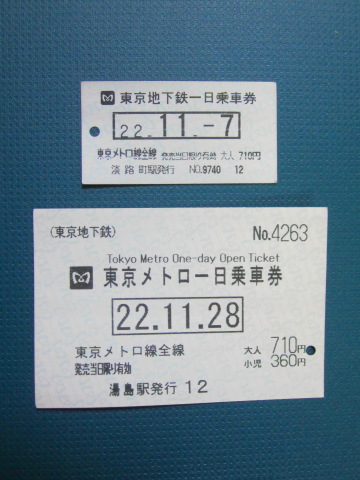 東京地下鉄一日乗車券
22.11.-7
東京メトロ線全線 発売当日限り有効 大人 710円
淡路町駅発行 NO.9740 12
(東京地下鉄) No.4263
Tokyo Metro One-day Open Ticket
東京メトロ一日乗車券
22.11.28
東京メトロ線全線 大人 710円
発売当日限り有効 小児 360円
湯島駅発行 12